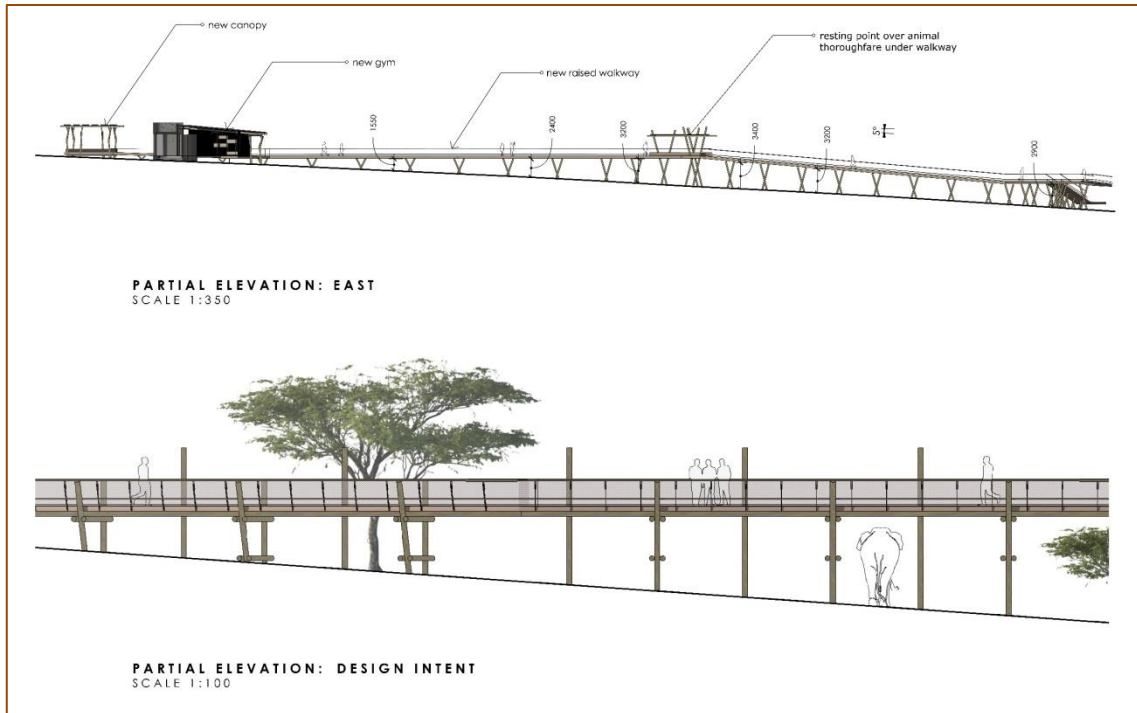 new canopy
new gym
new raised walkway
resting point over animal
thoroughfare under walkway
1550
2400
3200
3400
3200
5°
2900
PARTIAL ELEVATION: EAST
SCALE 1:350
PARTIAL ELEVATION: DESIGN INTENT
SCALE 1:100